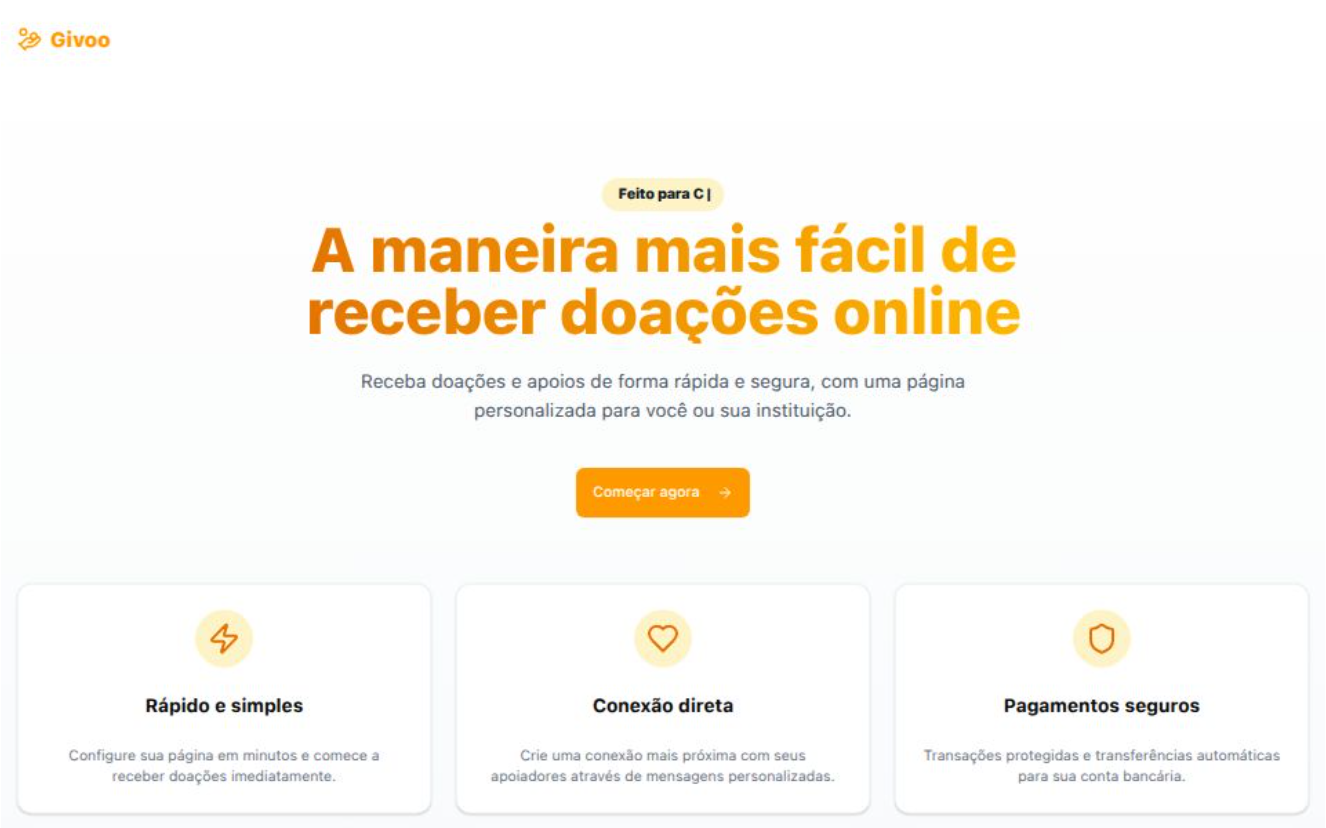 Givoo
Feito para C |
A maneira mais fácil de
receber doações online
Receba doações e apoios de forma rápida e segura, com uma página
personalizada para você ou sua instituição.
Começar agora →
Rápido e simples
Configure sua página em minutos e comece a
receber doações imediatamente.
Conexão direta
Crie uma conexão mais próxima com seus
apoiadores através de mensagens personalizadas.
Pagamentos seguros
Transações protegidas e transferências automáticas
para sua conta bancária.